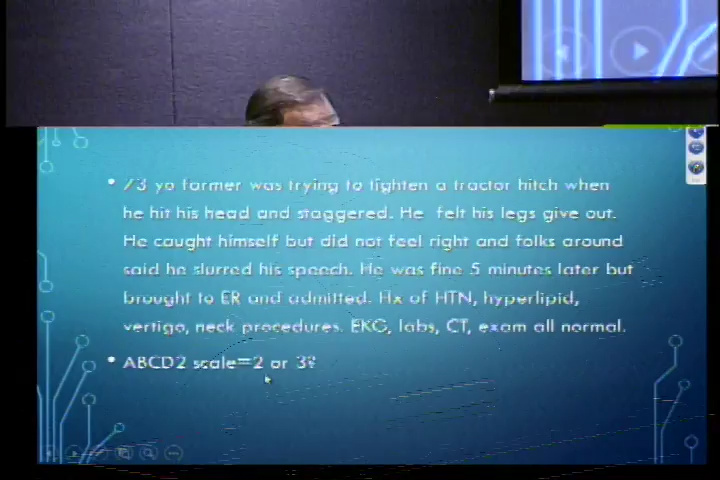 • 73 yo farmer was trying to tighten a tractor hitch when
he hit his head and staggered. He felt his legs give out.
He caught himself but did not feel right and folks around
said he slurred his speech. He was fine 5 minutes later but
brought to ER and admitted. Hx of HTN, hyperlipid,
vertigo, neck procedures. EKG, labs, CT, exam all normal.
• ABCD2 scale=2 or 3?